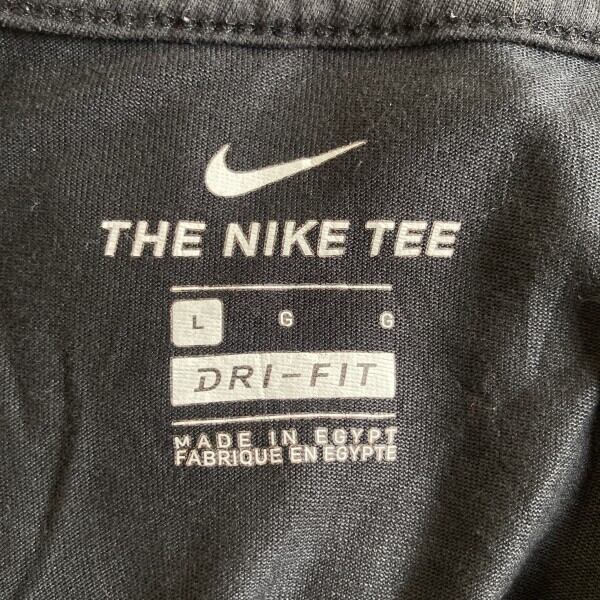 THE NIKE TEE
L G G
DRI-FIT
MADE IN EGYPT
FABRIQUE EN EGYPTE